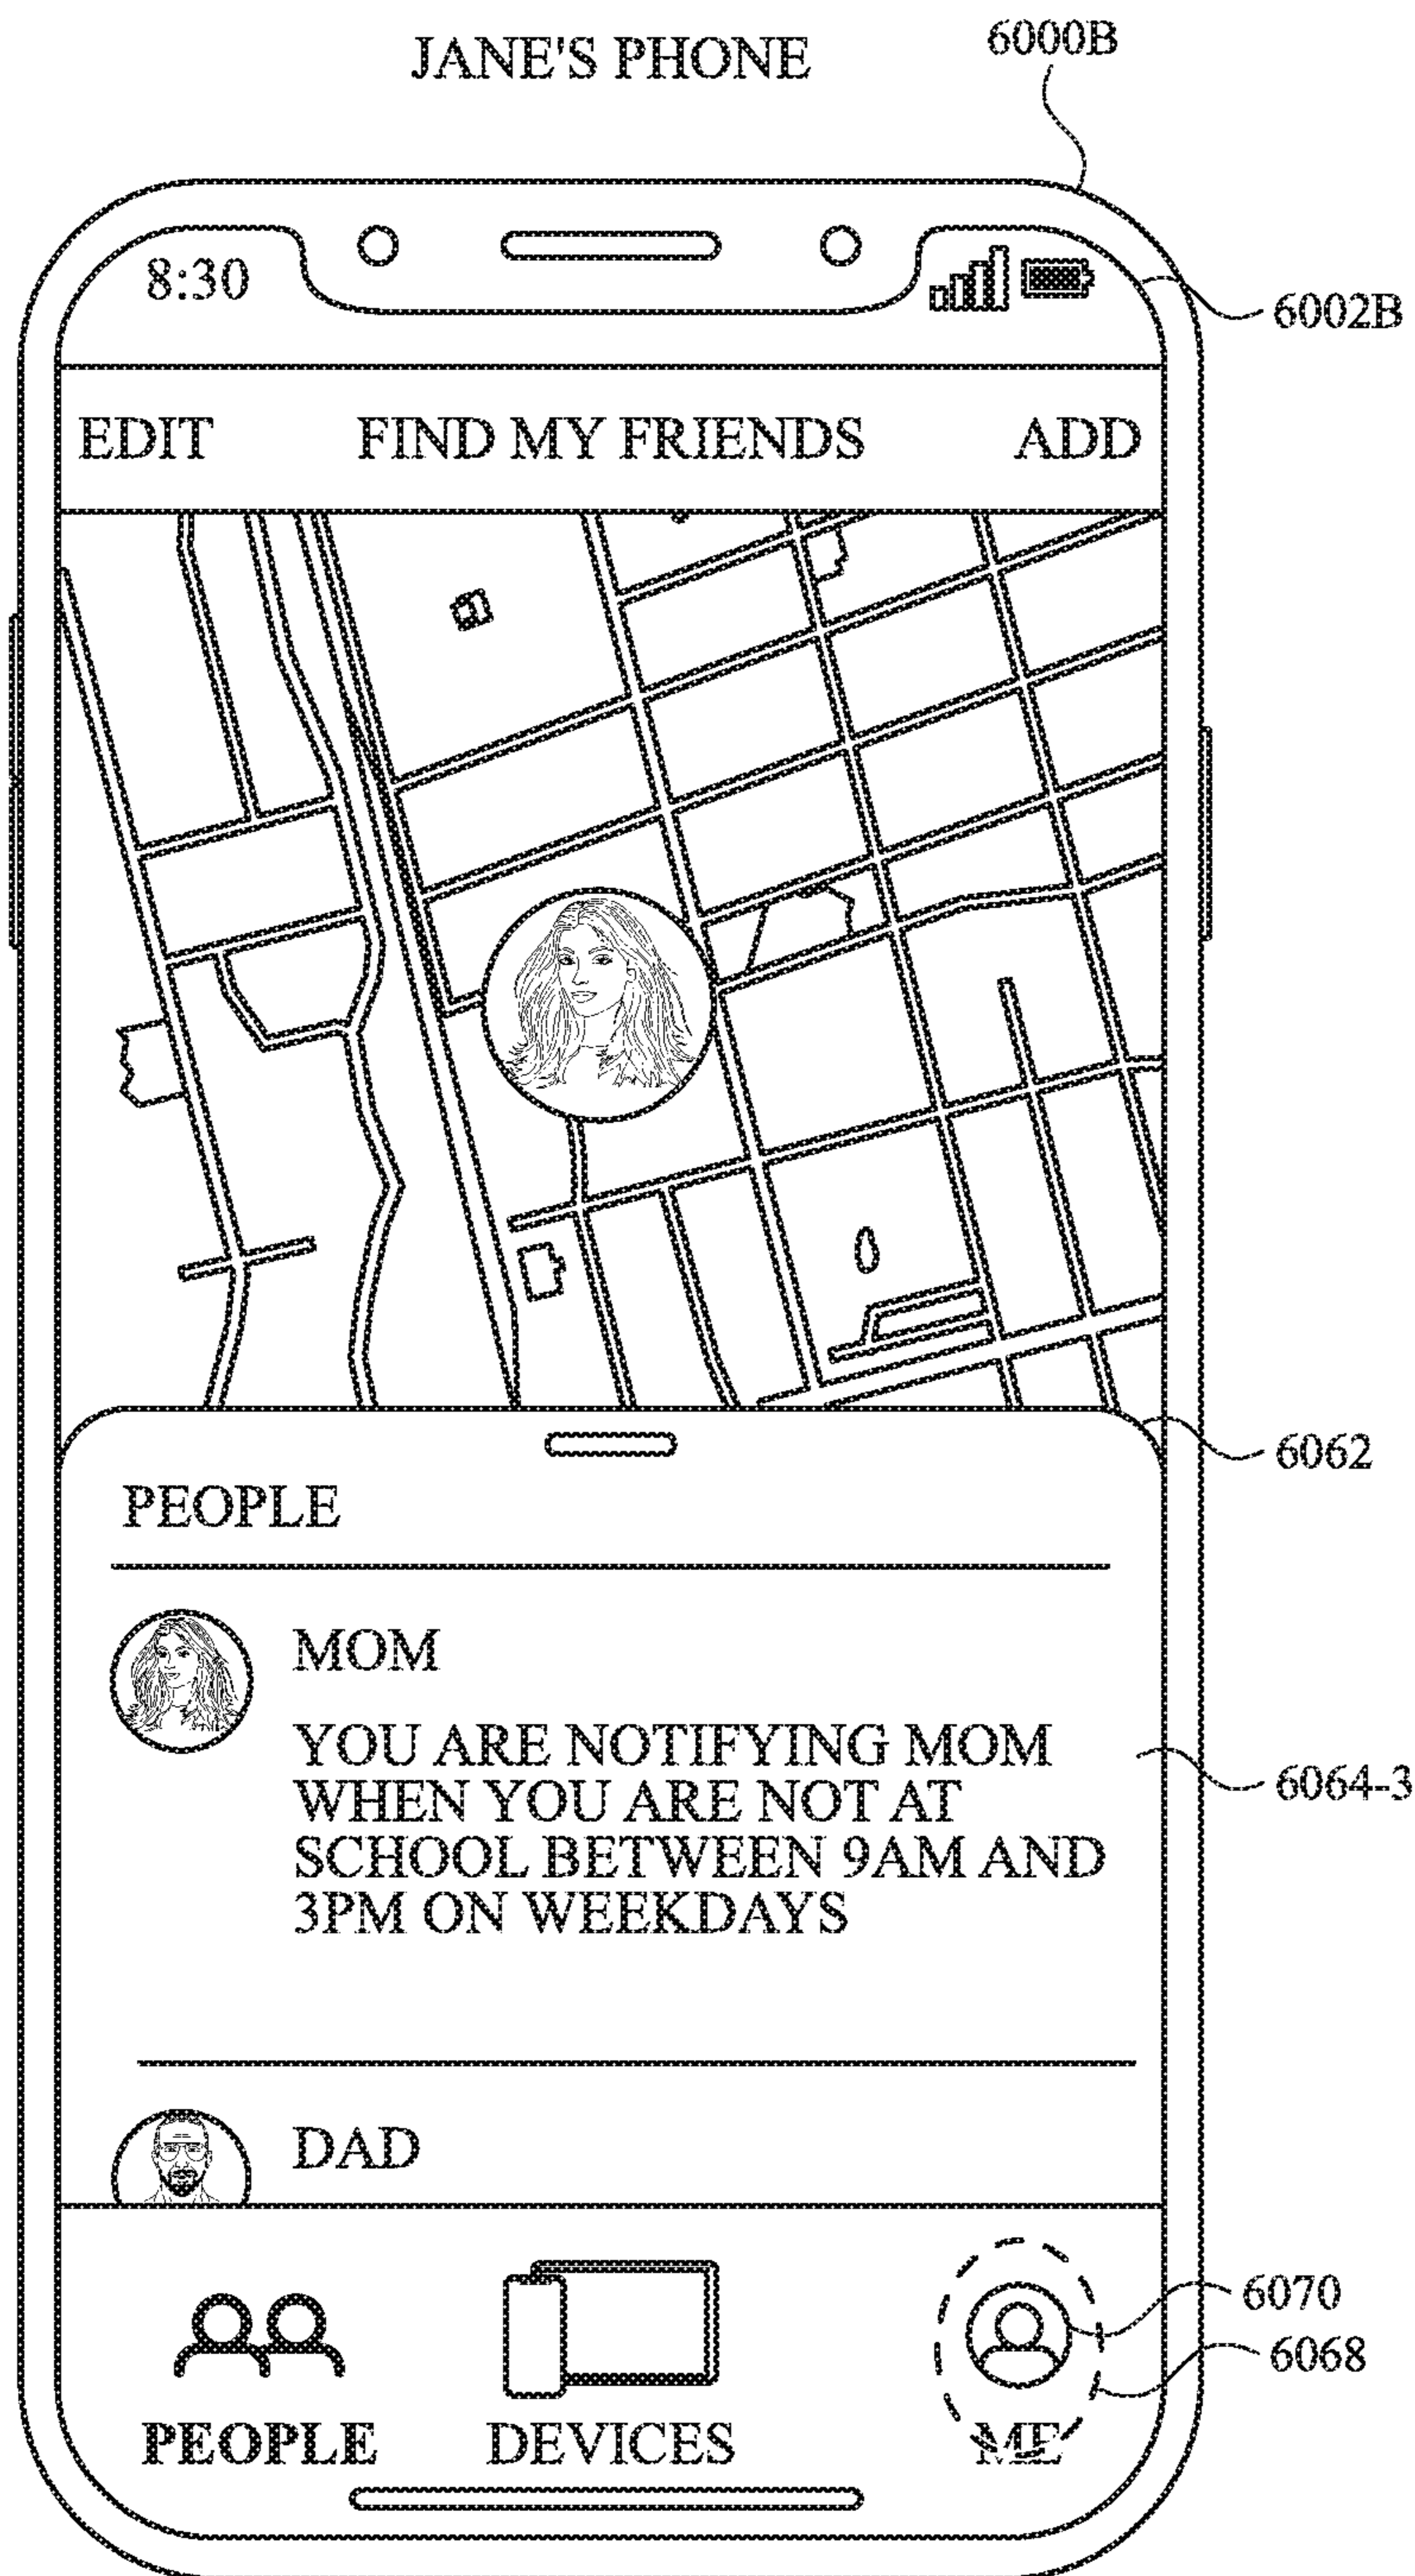 JANE'S PHONE
6000B
8:30
6002B
EDIT FIND MY FRIENDS ADD
6062
PEOPLE
MOM
YOU ARE NOTIFYING MOM
WHEN YOU ARE NOT AT
SCHOOL BETWEEN 9AM AND
3PM ON WEEKDAYS
6064-3
DAD
6070
6068
PEOPLE DEVICES ME